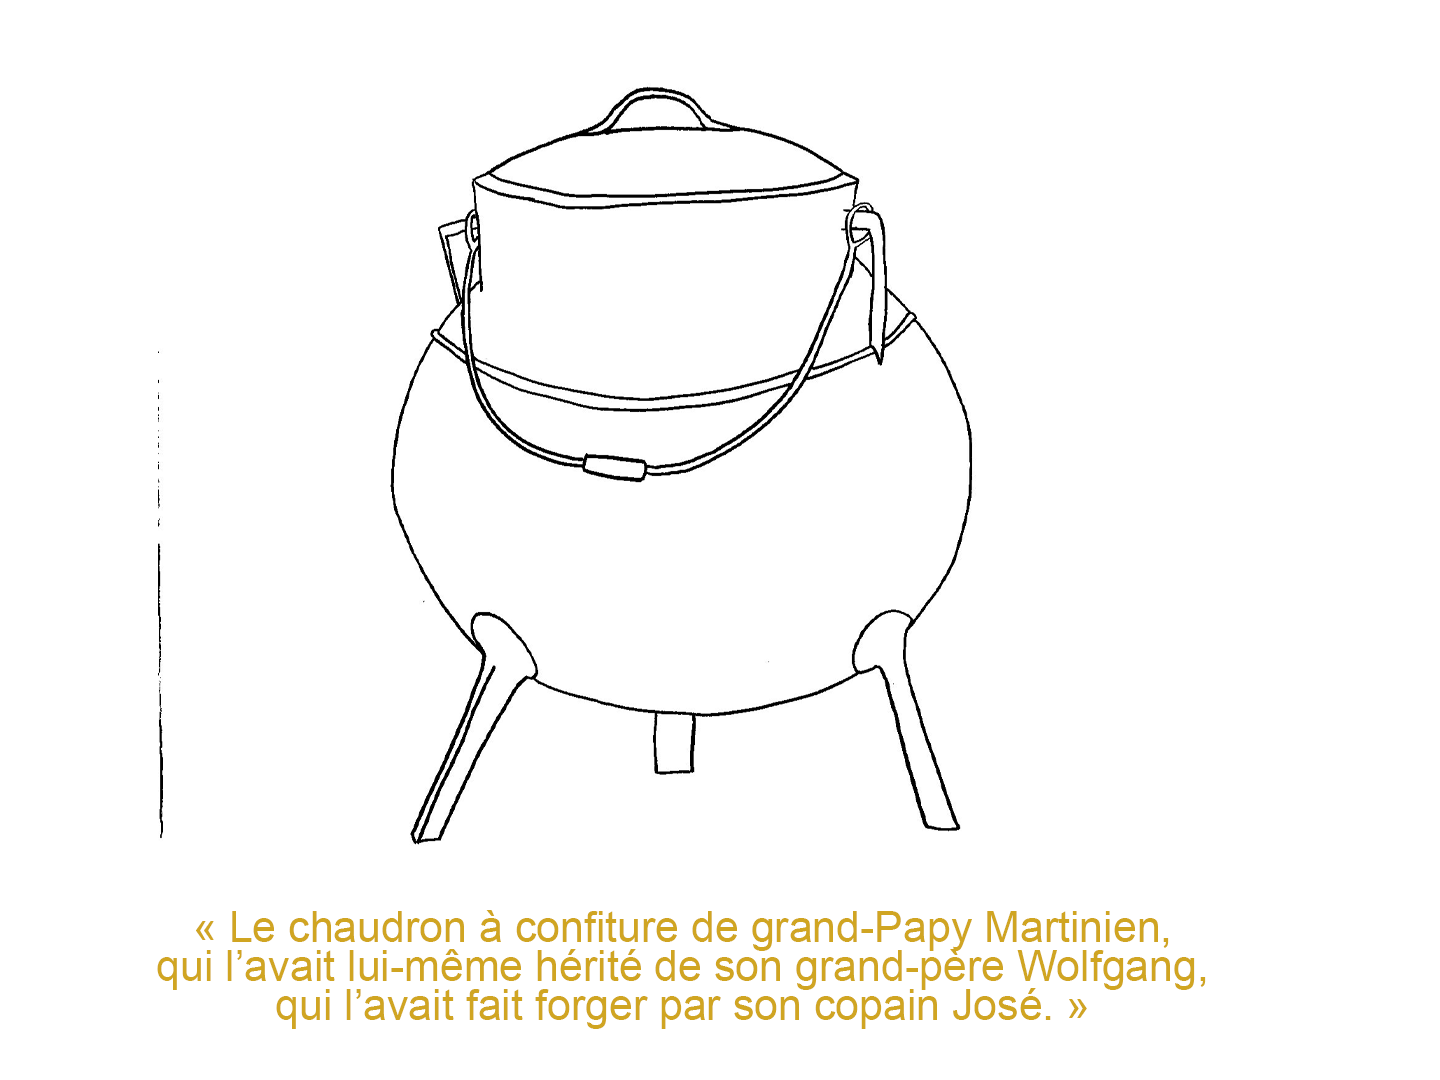 « Le chaudron à confiture de grand-Papy Martinien,
qui l’avait lui-même hérité de son grand-père Wolfgang,
qui l’avait fait forger par son copain José. »